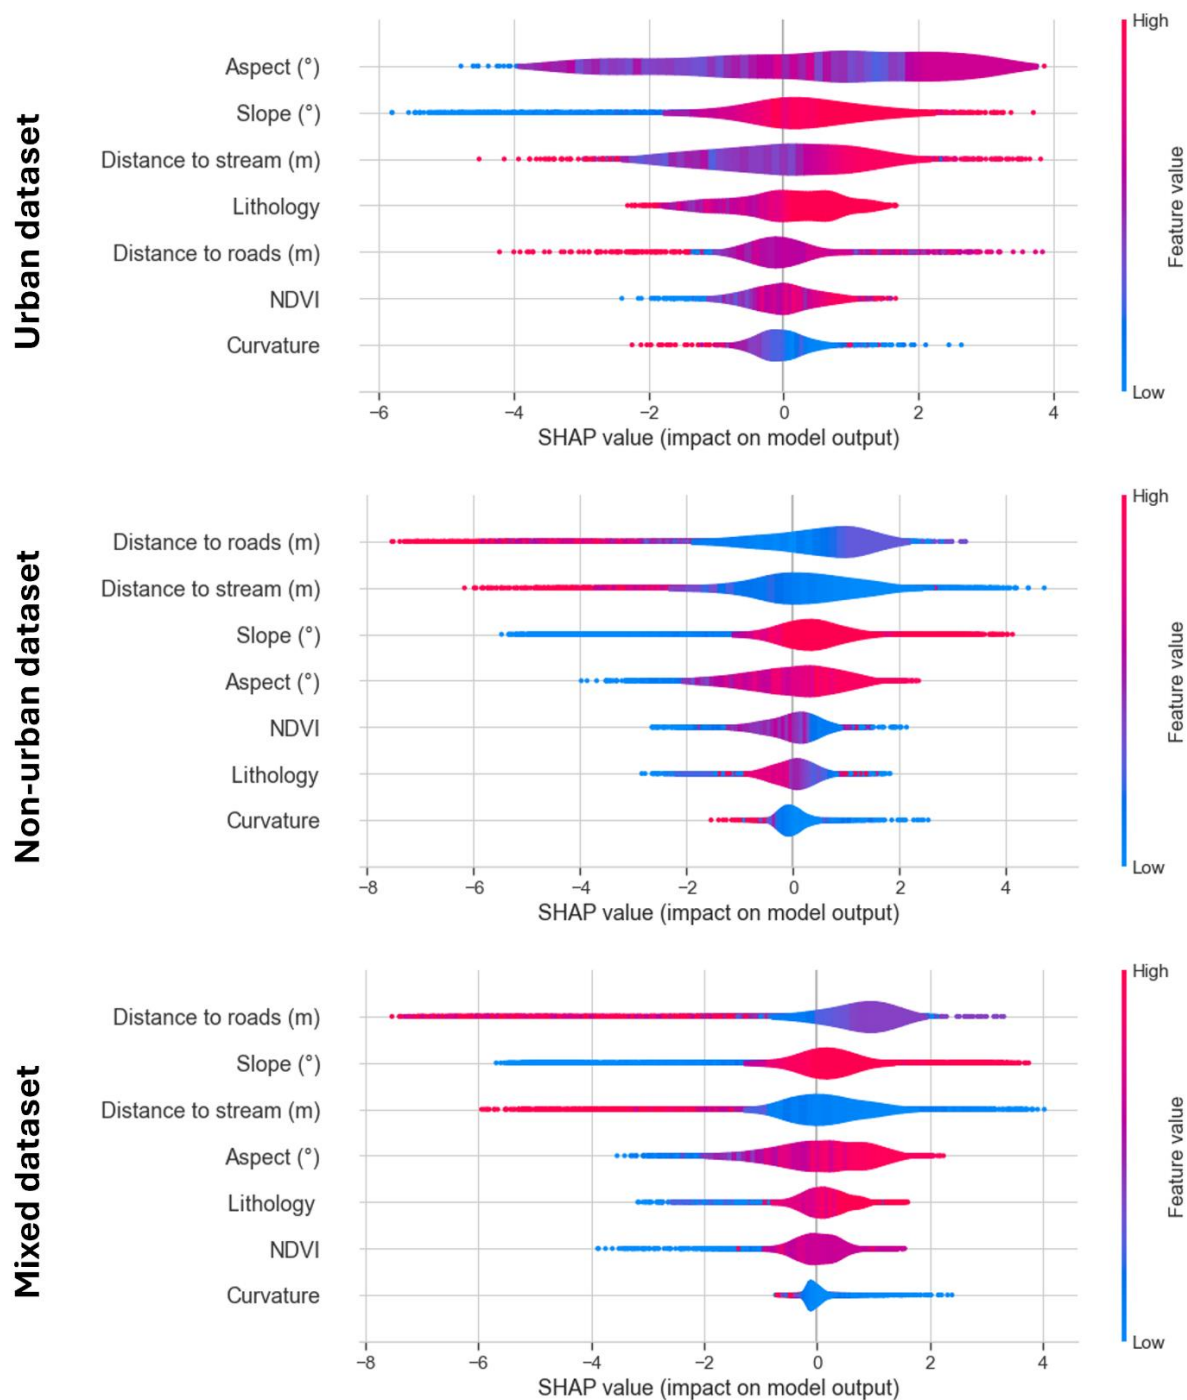 Urban dataset
Aspect (°)
Slope (°)
Distance to stream (m)
Lithology
Distance to roads (m)
NDVI
Curvature
−6 −4 −2 0 2 4
SHAP value (impact on model output)
High
Feature value
Low
Non-urban dataset
Distance to roads (m)
Distance to stream (m)
Slope (°)
Aspect (°)
NDVI
Lithology
Curvature
−8 −6 −4 −2 0 2 4
SHAP value (impact on model output)
High
Feature value
Low
Mixed dataset
Distance to roads (m)
Slope (°)
Distance to stream (m)
Aspect (°)
Lithology
NDVI
Curvature
−8 −6 −4 −2 0 2 4
SHAP value (impact on model output)
High
Feature value
Low